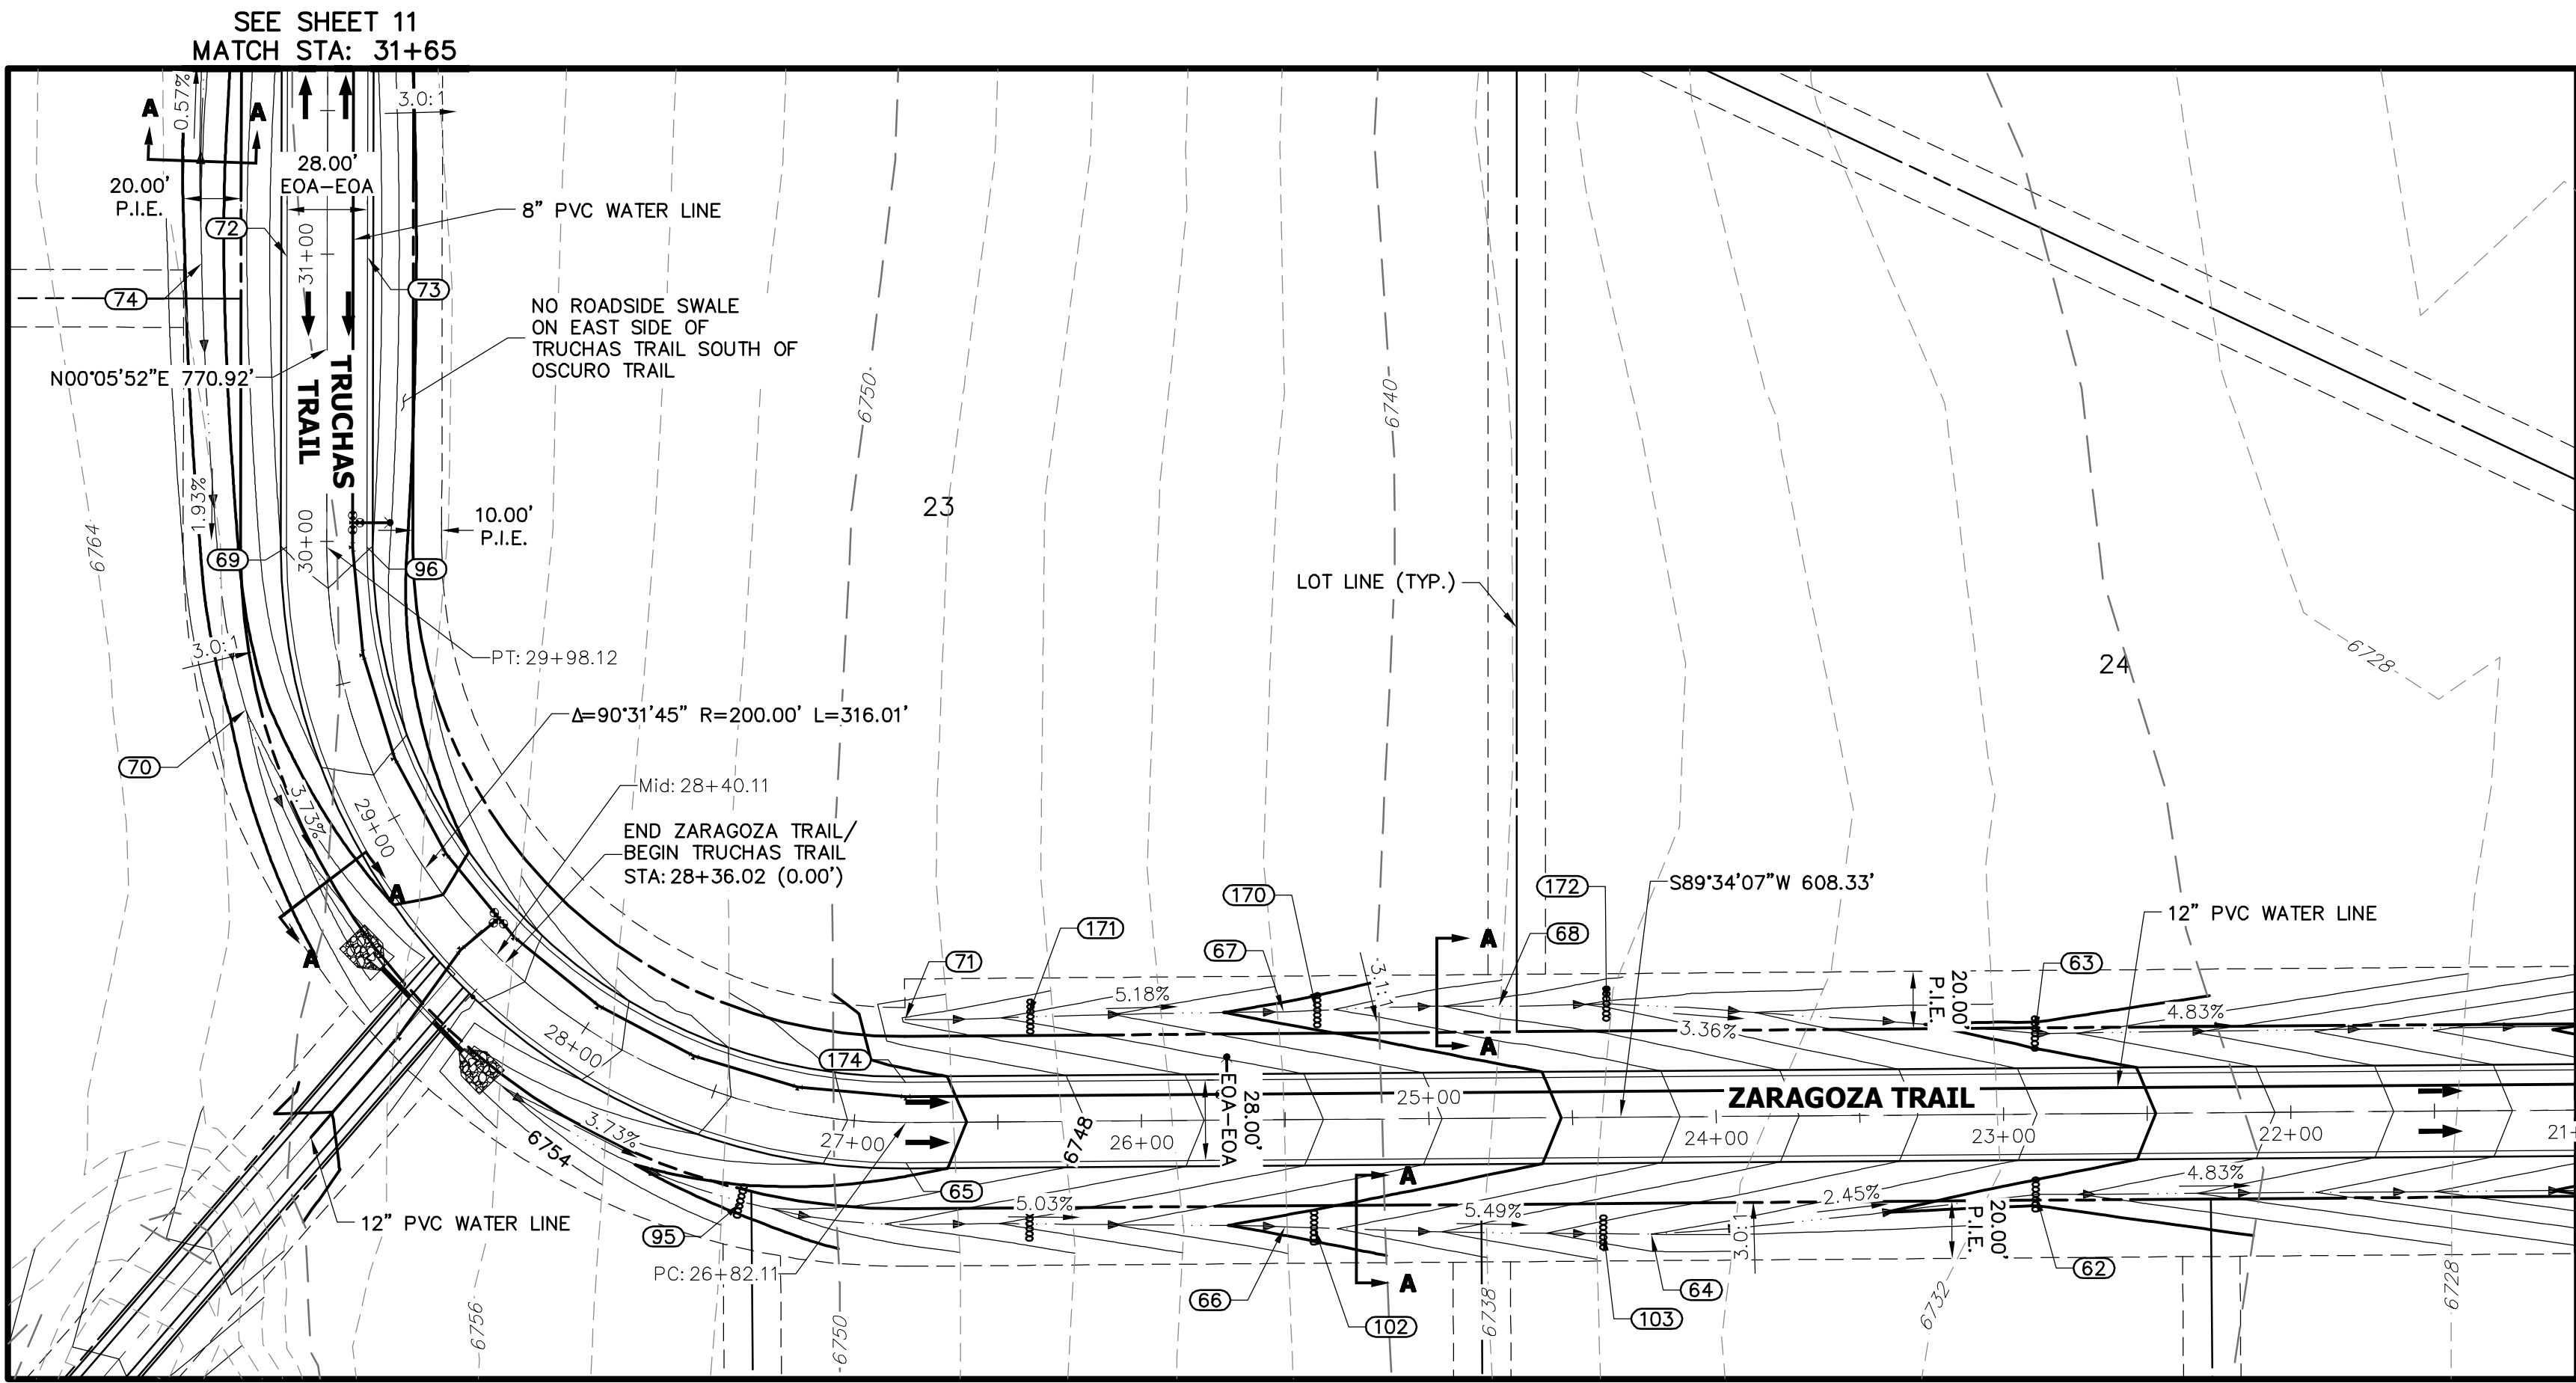 SEE SHEET 11
MATCH STA: 31+65
0.57%
A
A
3.0:1
28.00'
EOA-EOA
20.00'
P.I.E.
72
8" PVC WATER LINE
31+00
73
74
NO ROADSIDE SWALE
ON EAST SIDE OF
TRUCHAS TRAIL SOUTH OF
OSCURO TRAIL
N00°05'52"E 770.92'
TRUCHAS
TRAIL
6750
6740
23
1.93%
10.00'
P.I.E.
6764
30+00
69
96
LOT LINE (TYP.)
3.0:1
PT: 29+98.12
24
6728
Δ=90°31'45" R=200.00' L=316.01'
70
3.73%
29+00
Mid: 28+40.11
END ZARAGOZA TRAIL/
BEGIN TRUCHAS TRAIL
STA: 28+36.02 (0.00')
A
A
170
172
S89°34'07"W 608.33'
12" PVC WATER LINE
171
67
68
A
71
63
3.1:1
5.18%
20.00'
P.I.E.
4.83%
3.36%
A
28+00
174
EOA-EOA
28.00'
25+00
ZARAGOZA TRAIL
3.73%
6754
27+00
6748
26+00
24+00
23+00
22+00
21+
65
A
4.83%
5.03%
5.49%
2.45%
12" PVC WATER LINE
95
3.0:1
20.00'
P.I.E.
PC: 26+82.11
A
62
66
64
102
103
6756
6750
6738
6732
6728